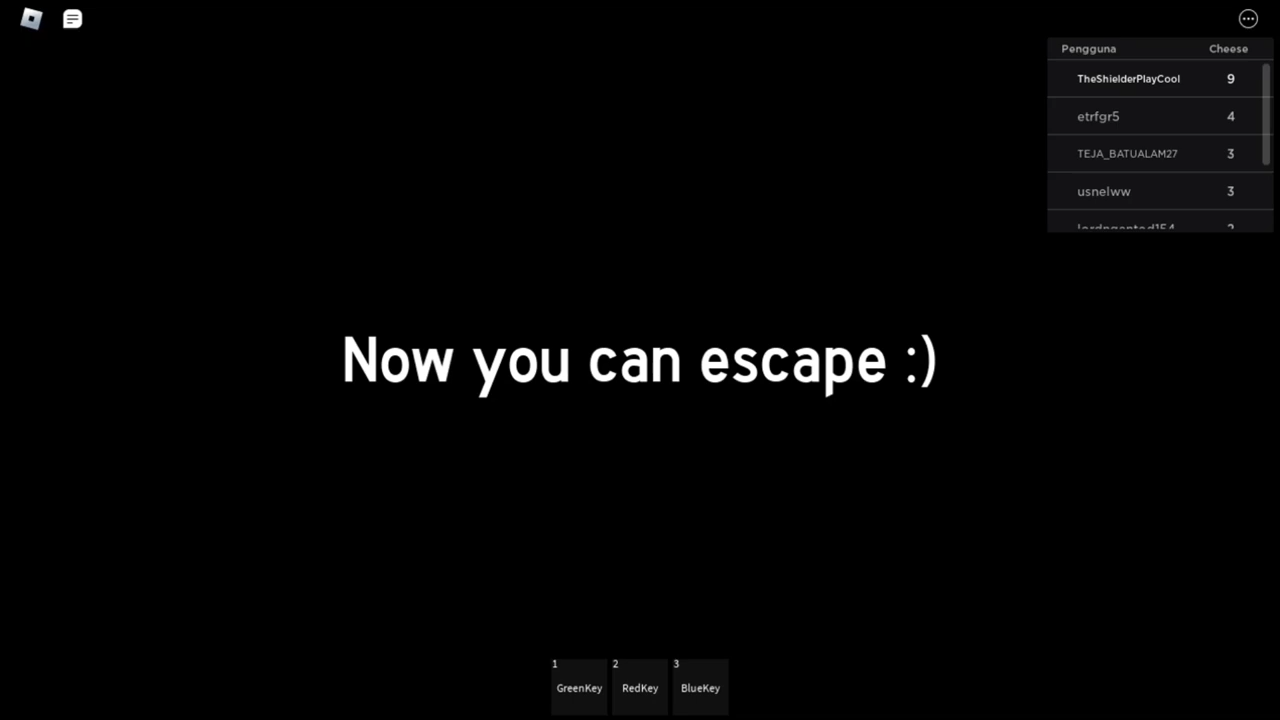 Pengguna Cheese
TheShielderPlayCool 9
etrfgr5 4
TEJA_BATUALAM27 3
usnelww 3
Now you can escape :)
1 2 3
GreenKey RedKey BlueKey